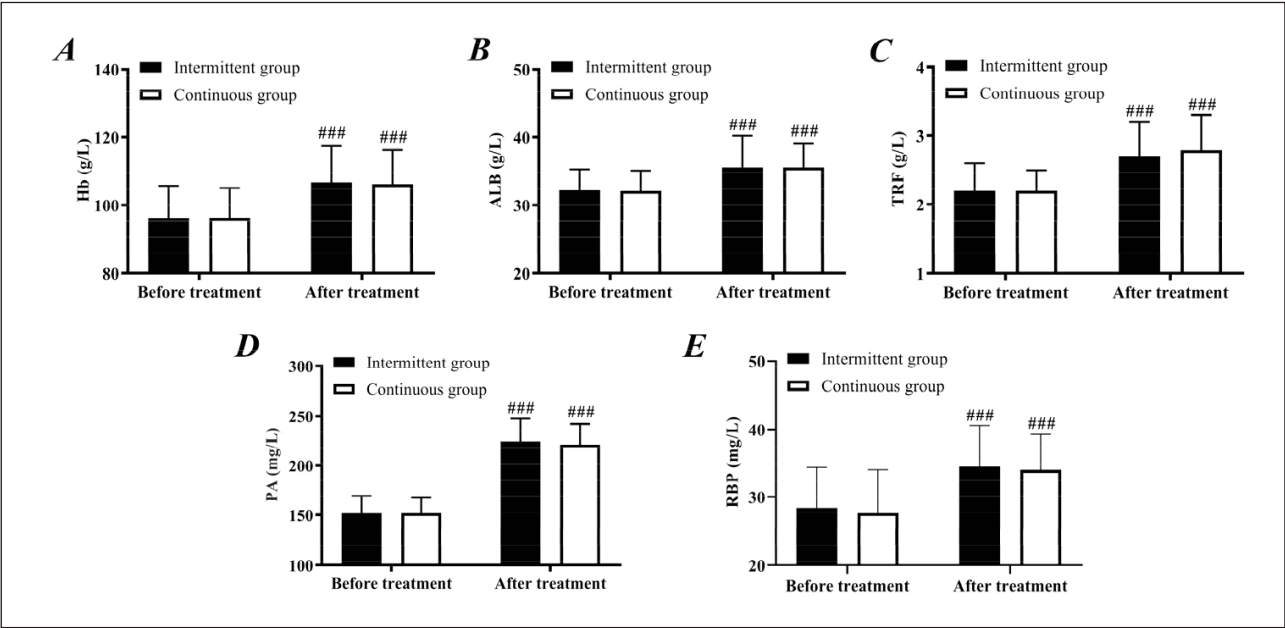 A
Intermittent group
Continuous group
Hb (g/L)
140
120
100
80
### ###
Before treatment After treatment
B
Intermittent group
Continuous group
ALB (g/L)
50
40
30
20
### ###
Before treatment After treatment
C
Intermittent group
Continuous group
TRF (g/L)
4
3
2
1
### ###
Before treatment After treatment
D
Intermittent group
Continuous group
PA (mg/L)
300
250
200
150
100
### ###
Before treatment After treatment
E
Intermittent group
Continuous group
RBP (mg/L)
50
40
30
20
### ###
Before treatment After treatment